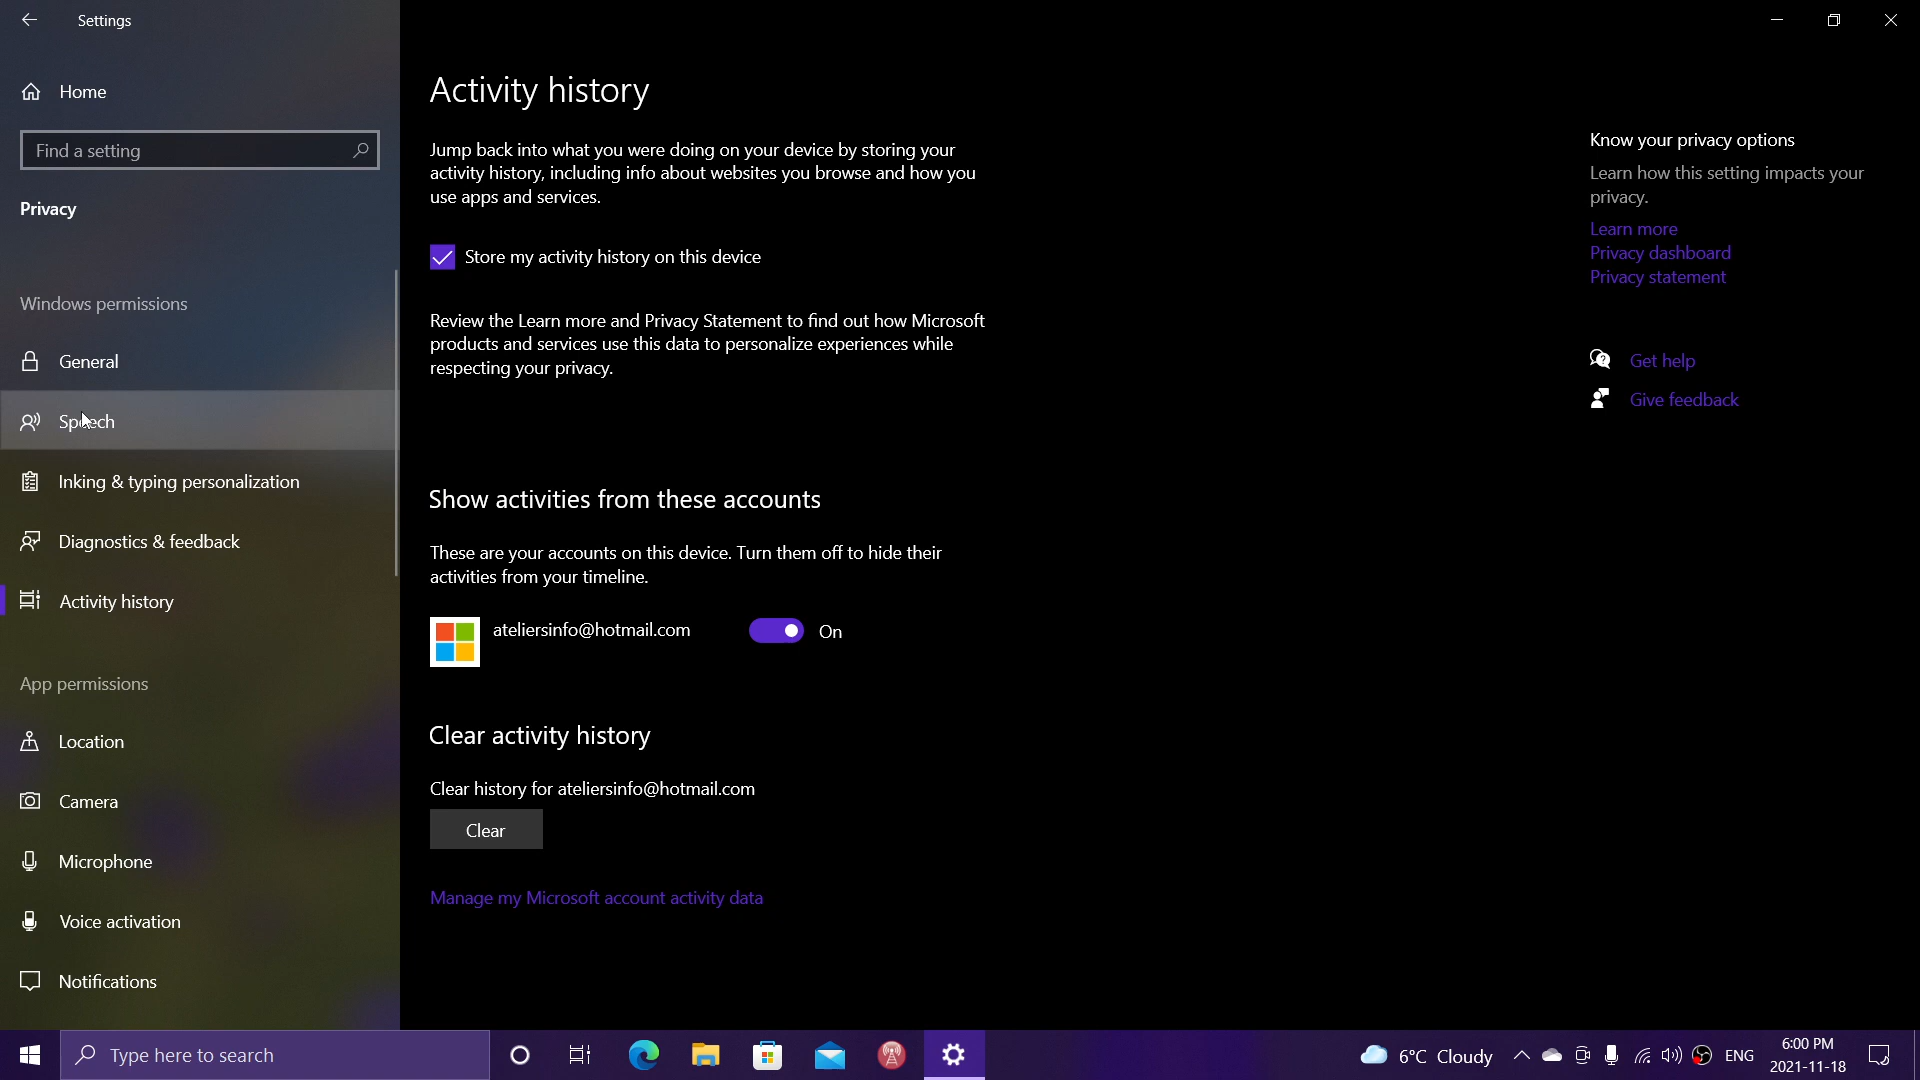 Settings
Home
Find a setting
Privacy
Windows permissions
General
Speech
Inking & typing personalization
Diagnostics & feedback
Activity history
App permissions
Location
Camera
Microphone
Voice activation
Notifications
Activity history
Jump back into what you were doing on your device by storing your
activity history, including info about websites you browse and how you
use apps and services.
Store my activity history on this device
Review the Learn more and Privacy Statement to find out how Microsoft
products and services use this data to personalize experiences while
respecting your privacy.
Show activities from these accounts
These are your accounts on this device. Turn them off to hide their
activities from your timeline.
ateliersinfo@hotmail.com
On
Clear activity history
Clear history for ateliersinfo@hotmail.com
Clear
Manage my Microsoft account activity data
Know your privacy options
Learn how this setting impacts your
privacy.
Learn more
Privacy dashboard
Privacy statement
Get help
Give feedback
Type here to search
6°C Cloudy
ENG
6:00 PM
2021-11-18